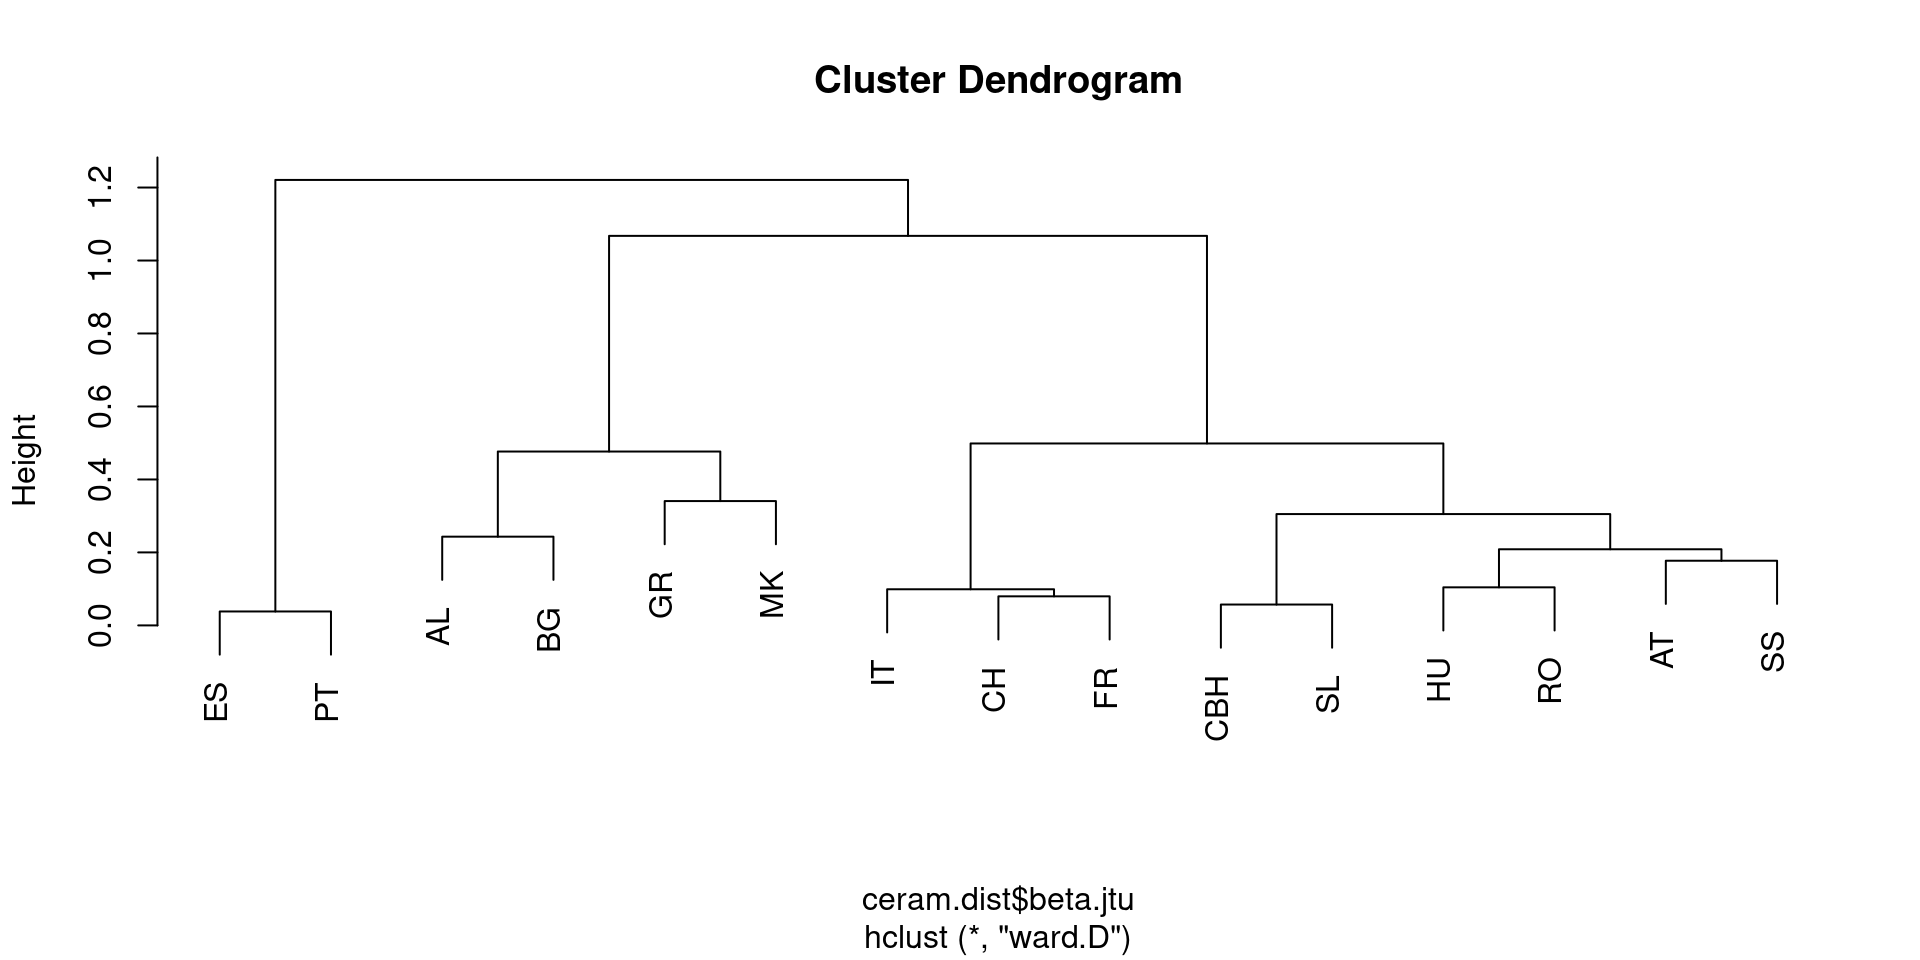 Cluster Dendrogram
Height
1.2
1.0
0.8
0.6
0.4
0.2
0.0
ES
PT
AL
BG
GR
MK
IT
CH
FR
CBH
SL
HU
RO
AT
SS
ceram.dist$beta.jtu
hclust (*, "ward.D")